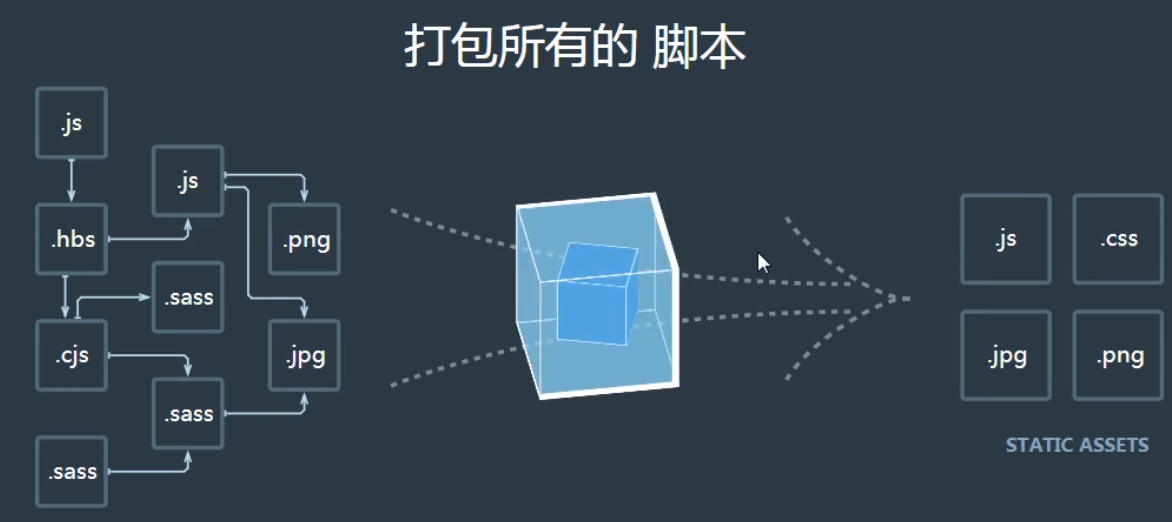 打包所有的 脚本
.js
.js
.hbs
.png
.sass
.cjs
.jpg
.sass
.sass
.js
.css
.jpg
.png
STATIC ASSETS